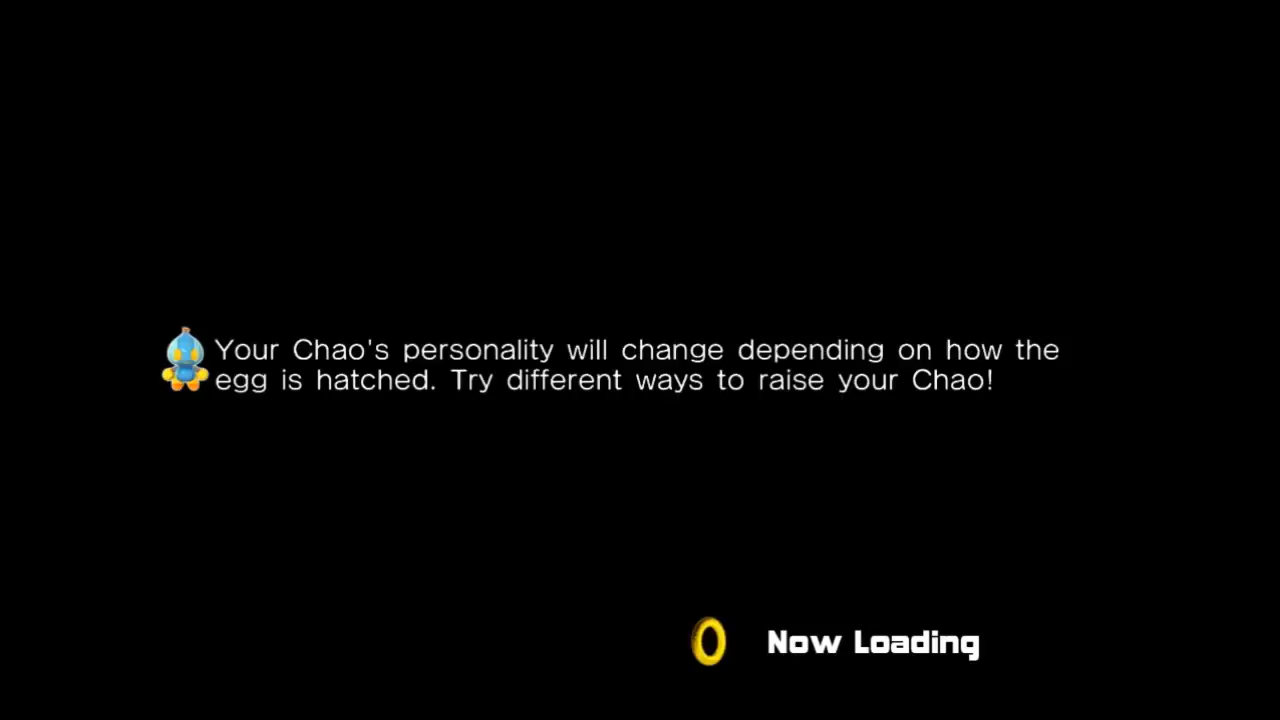 Your Chao's personality will change depending on how the
egg is hatched. Try different ways to raise your Chao!
Now Loading